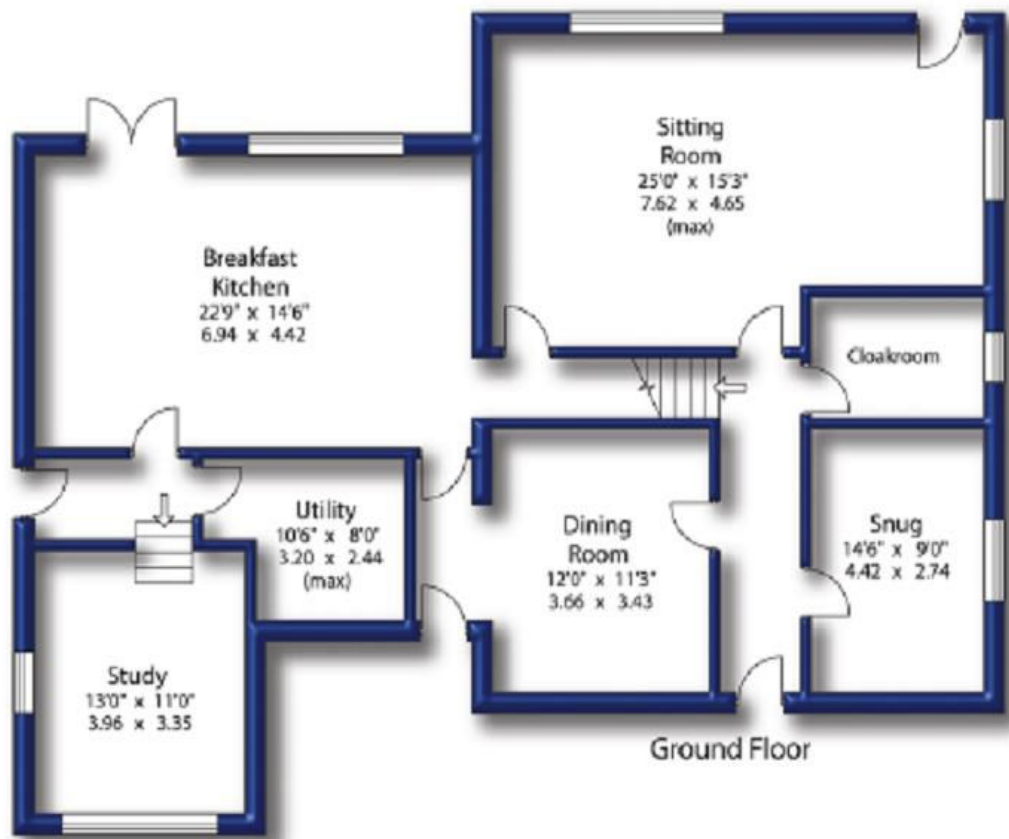 Sitting
Room
25'0" x 15'3"
7.62 x 4.65
(max)
Breakfast
Kitchen
22'9" x 14'6"
6.94 x 4.42
Cloakroom
Utility
10'6" x 8'0"
3.20 x 2.44
(max)
Dining
Room
12'0" x 11'3"
3.66 x 3.43
Snug
14'6" x 9'0"
4.42 x 2.74
Study
13'0" x 11'0"
3.96 x 3.35
Ground Floor